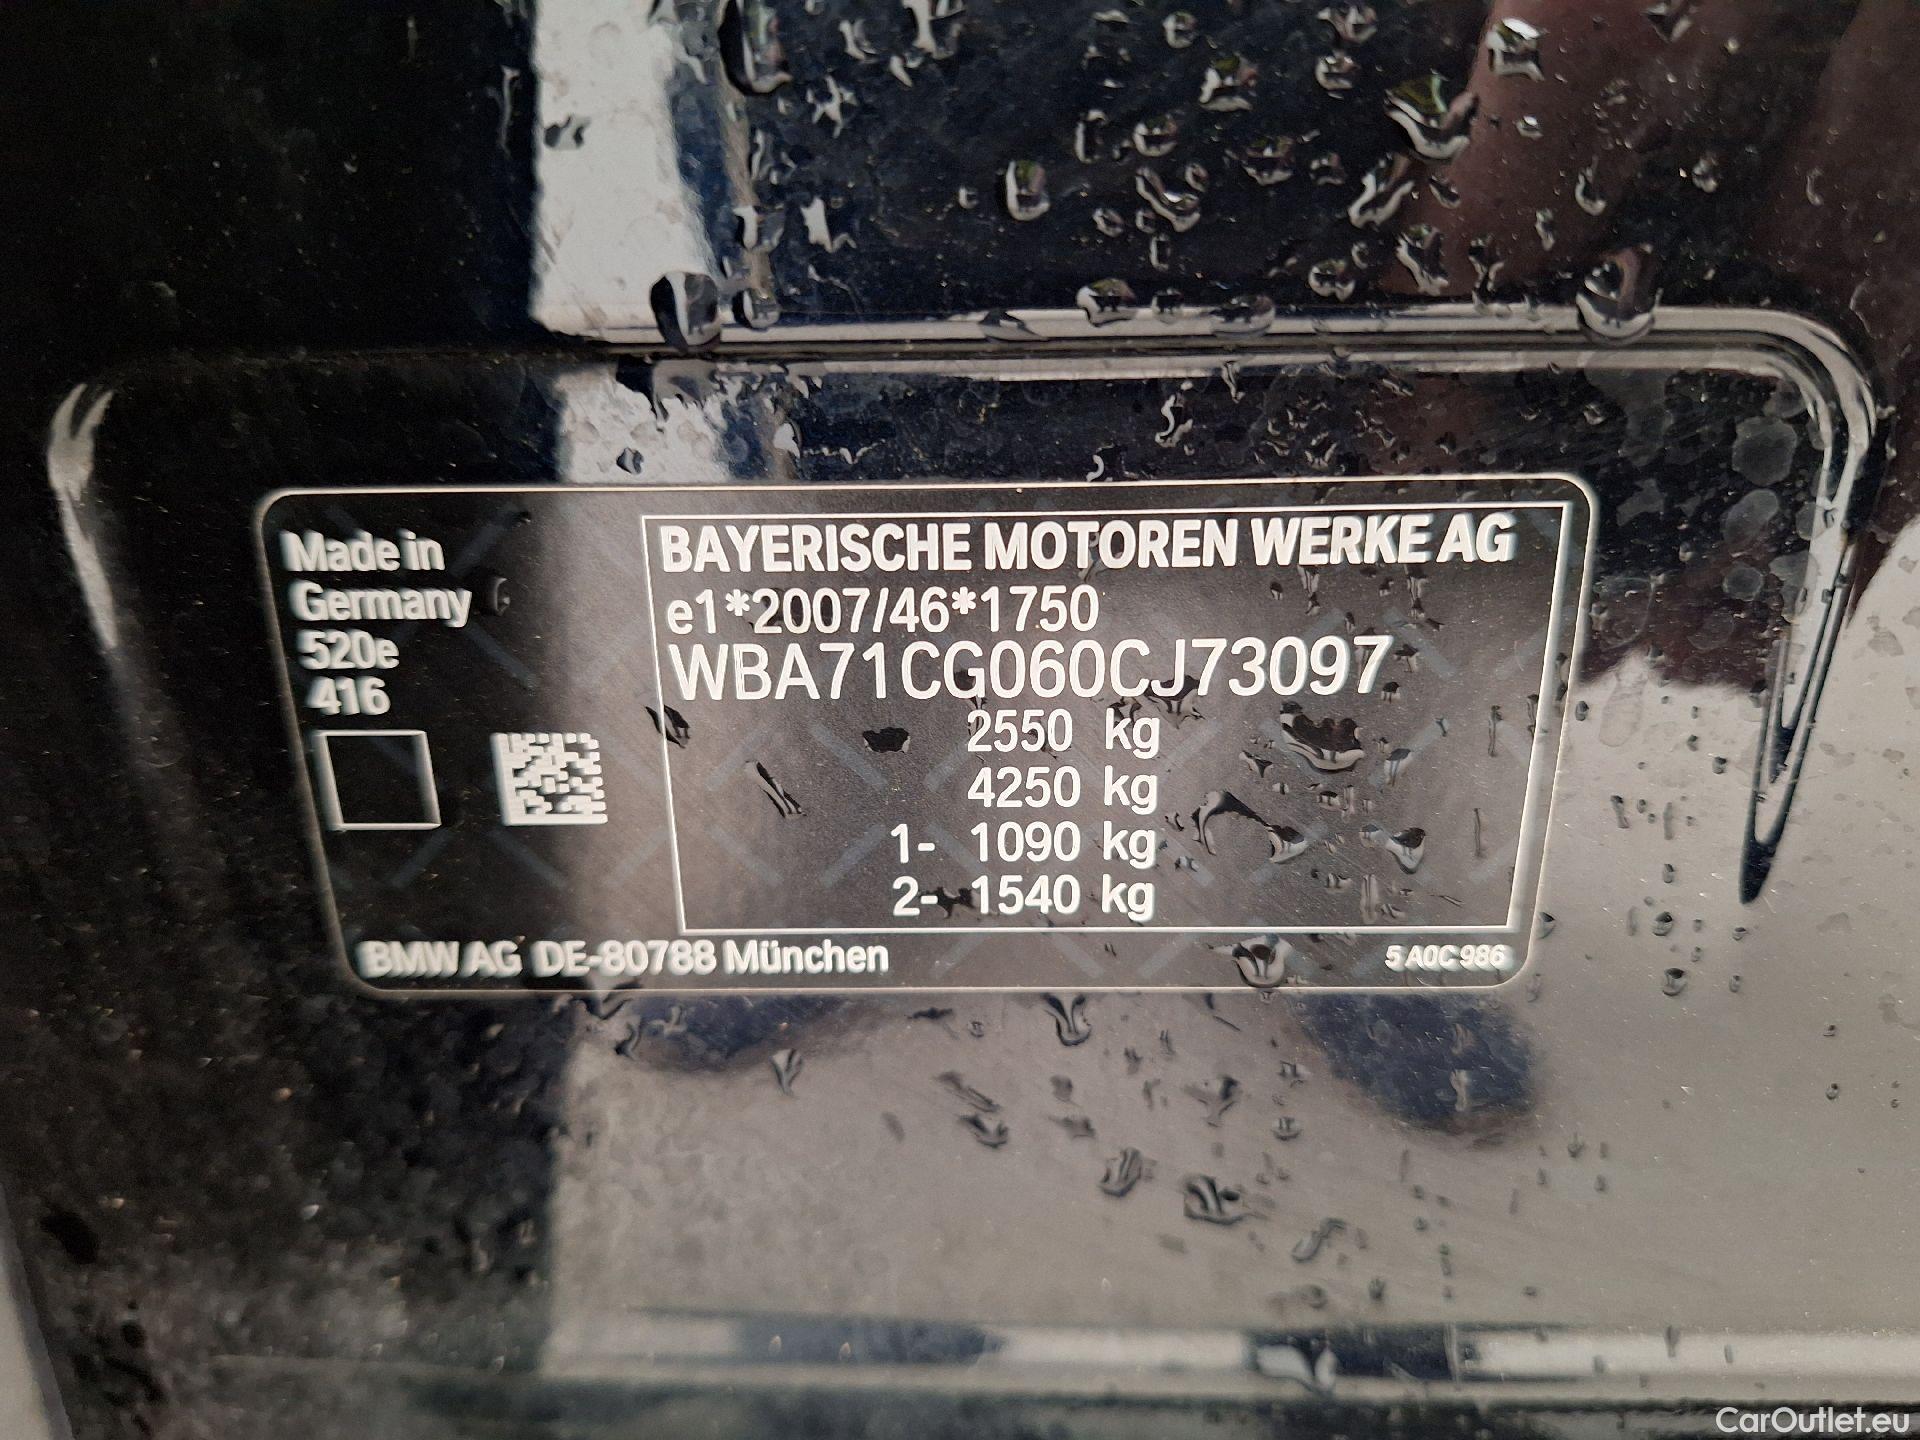 Made in
Germany
520e
416
BAYERISCHE MOTOREN WERKE AG
e1*2007/46*1750
WBA71CG060CJ73097
2550 kg
4250 kg
1- 1090 kg
2- 1540 kg
BMW AG DE-80788 München
5 A0C 986
CarOutlet.eu